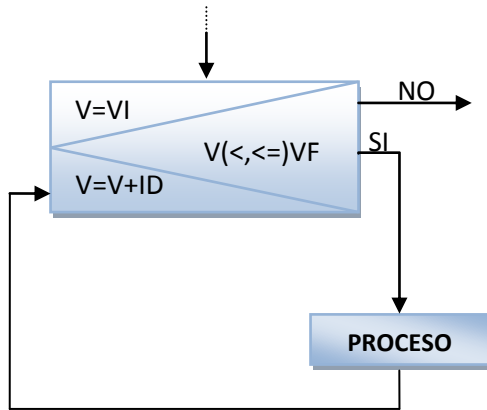 V=VI
NO
V(<,<=)VF
SI
V=V+ID
PROCESO